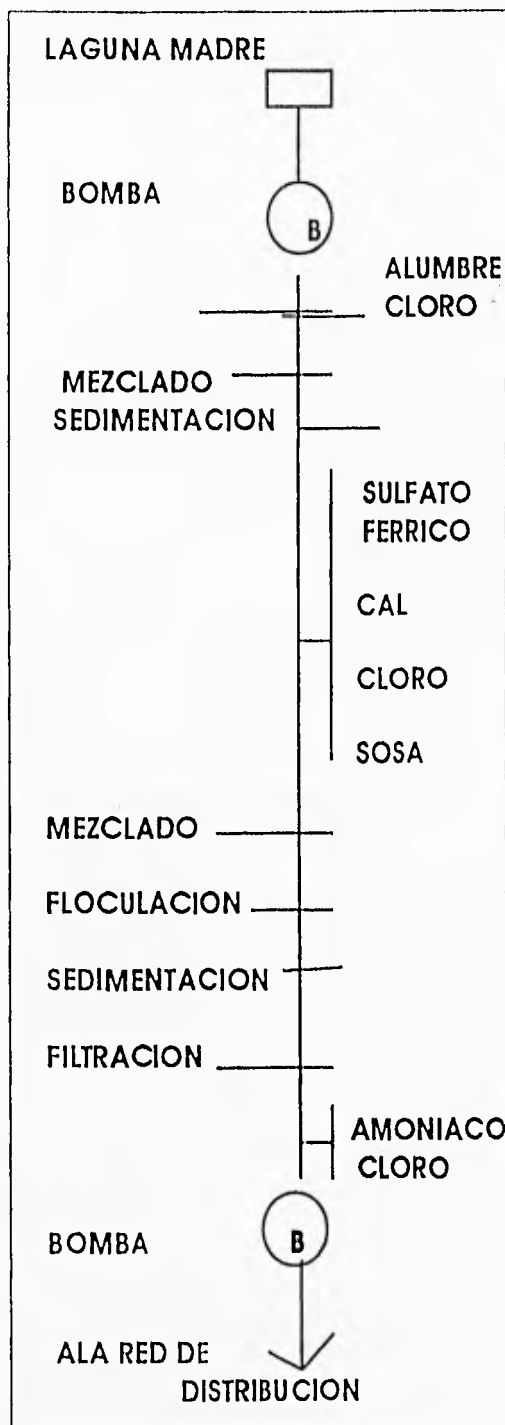 LAGUNA MADRE
BOMBA
B
ALUMBRE
CLORO
MEZCLADO
SEDIMENTACION
SULFATO
FERRICO
CAL
CLORO
SOSA
MEZCLADO
FLOCULACION
SEDIMENTACION
FILTRACION
AMONIACO
CLORO
BOMBA
B
ALA RED DE
DISTRIBUCION